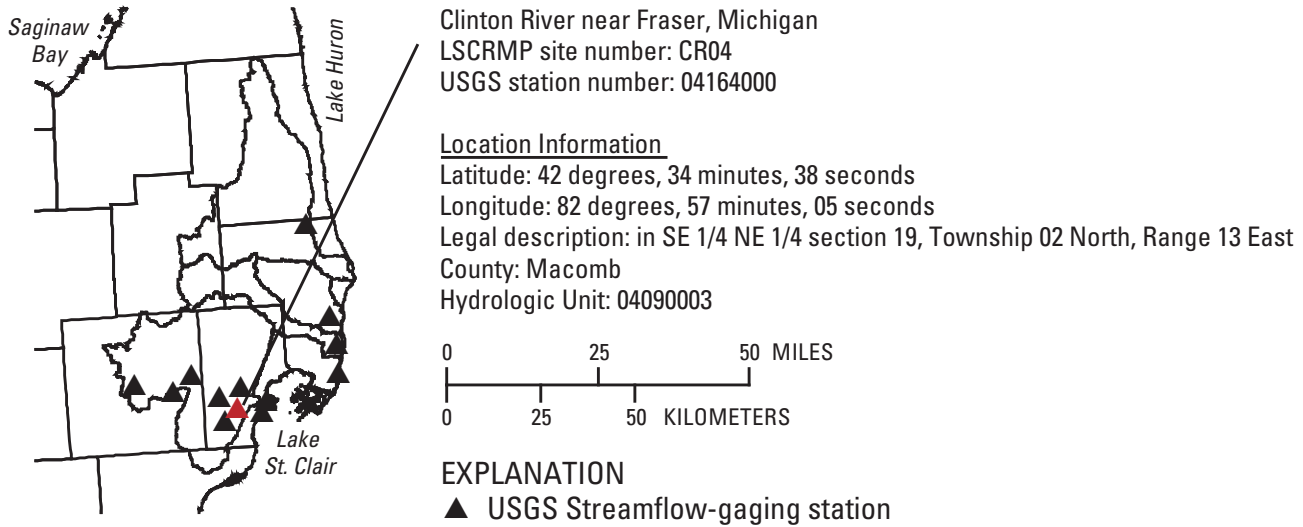 Saginaw
Bay
Lake Huron
Lake
St. Clair
Clinton River near Fraser, Michigan
LSCRMP site number: CR04
USGS station number: 04164000
Location Information
Latitude: 42 degrees, 34 minutes, 38 seconds
Longitude: 82 degrees, 57 minutes, 05 seconds
Legal description: in SE 1/4 NE 1/4 section 19, Township 02 North, Range 13 East
County: Macomb
Hydrologic Unit: 04090003
0 25 50 MILES
0 25 50 KILOMETERS
EXPLANATION
USGS Streamflow-gaging station